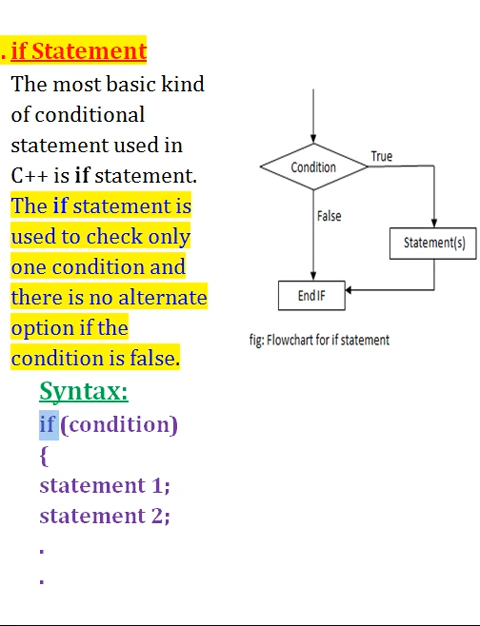 . if Statement
The most basic kind
of conditional
statement used in
C++ is if statement.
The if statement is
used to check only
one condition and
there is no alternate
option if the
condition is false.
Syntax:
if (condition)
{
statement 1;
statement 2;
.
.
Condition
True
False
Statement(s)
End IF
fig: Flowchart for if statement